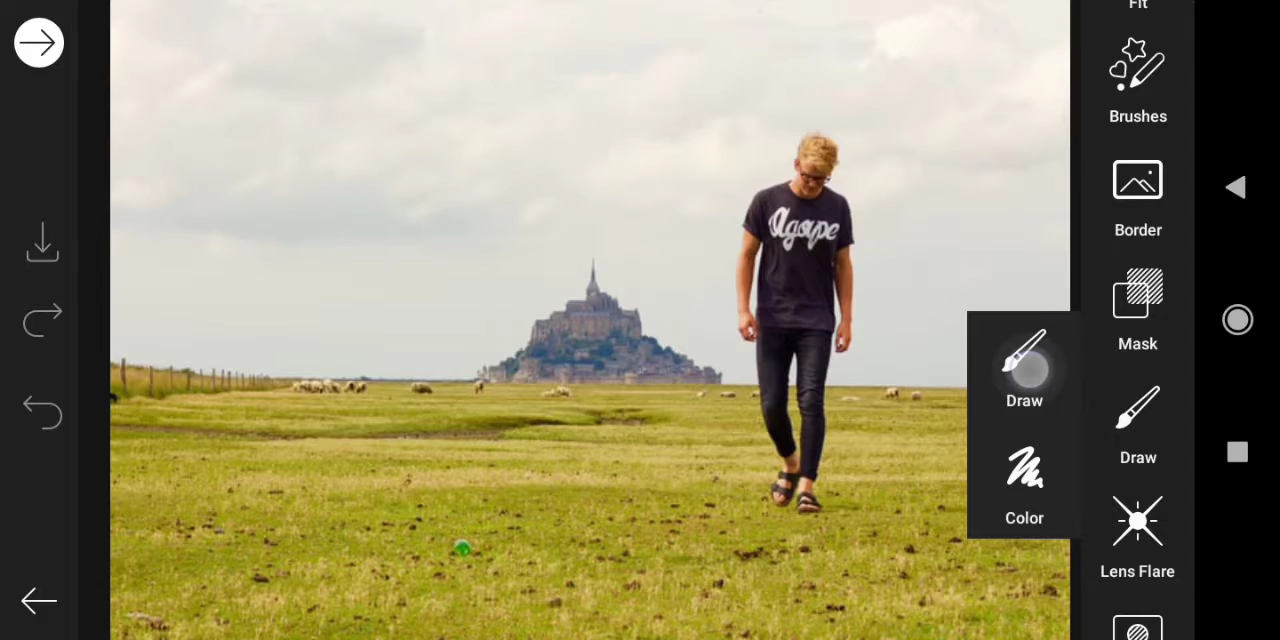 Fit
Brushes
Border
Mask
Draw
Lens Flare
Draw
Color
Agape